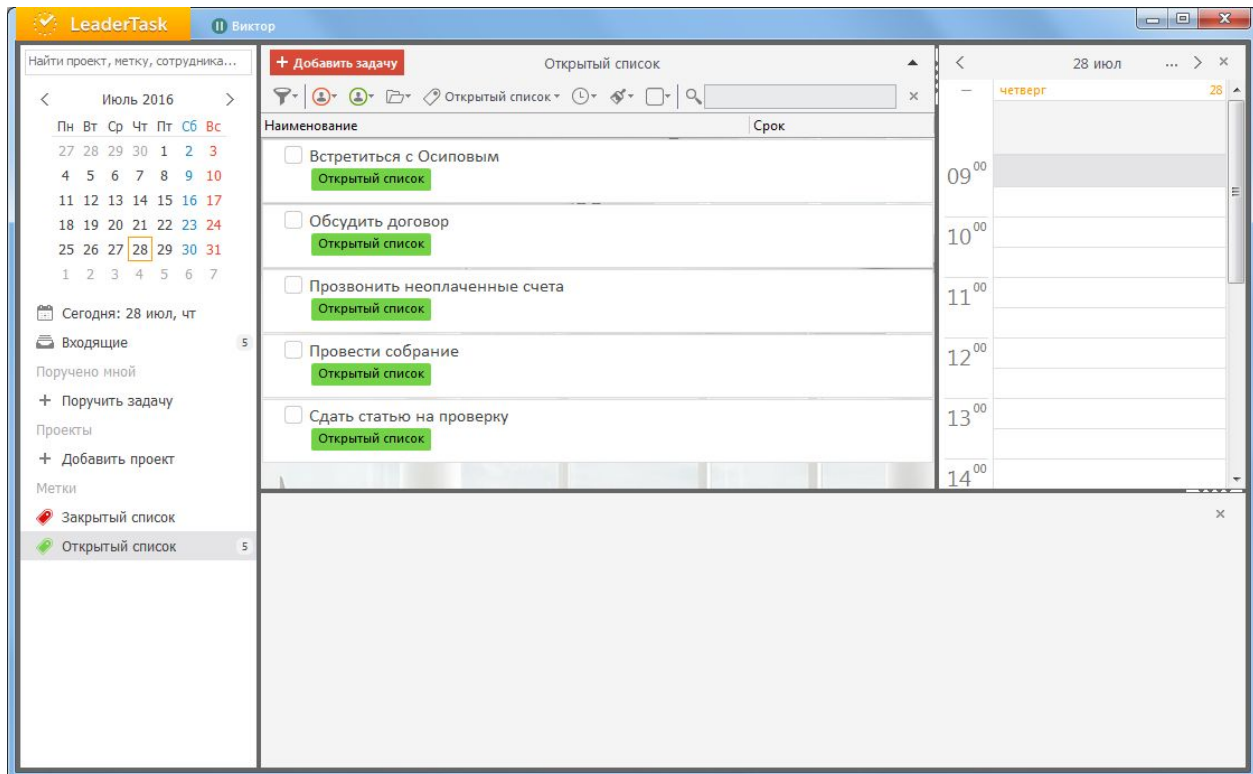 LeaderTask
Виктор
Найти проект, метку, сотрудника...
Июль 2016
Пн Вт Ср Чт Пт Сб Вс
27 28 29 30 1 2 3
4 5 6 7 8 9 10
11 12 13 14 15 16 17
18 19 20 21 22 23 24
25 26 27 28 29 30 31
1 2 3 4 5 6 7
Сегодня: 28 июл, чт
Входящие 5
Поручено мной
+ Поручить задачу
Проекты
+ Добавить проект
Метки
Закрытый список
Открытый список 5
+ Добавить задачу
Открытый список
Открытый список
Наименование Срок
Встретиться с Осиповым
Открытый список
Обсудить договор
Открытый список
Прозвонить неоплаченные счета
Открытый список
Провести собрание
Открытый список
Сдать статью на проверку
Открытый список
28 июл ...
четверг 28
09 00
10 00
11 00
12 00
13 00
14 00